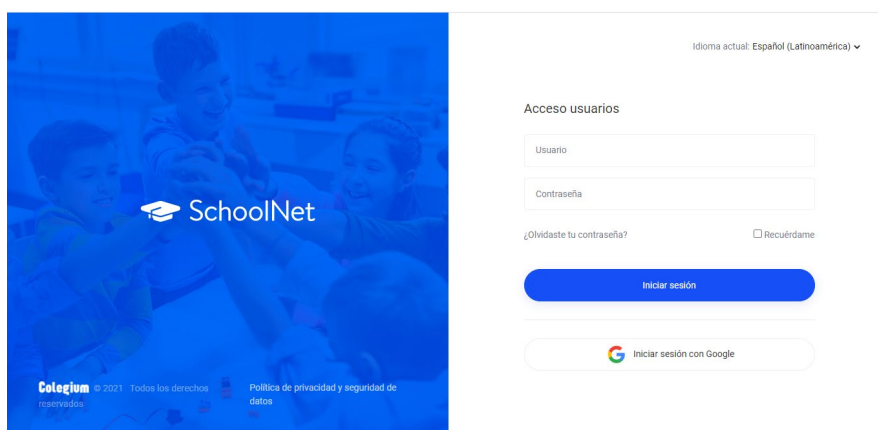 Idioma actual: Español (Latinoamérica)
Acceso usuarios
Usuario
Contraseña
¿Olvidaste tu contraseña? Recuérdame
Iniciar sesión
Iniciar sesión con Google
SchoolNet
Colegium © 2021 Todos los derechos
reservados
Política de privacidad y seguridad de
datos